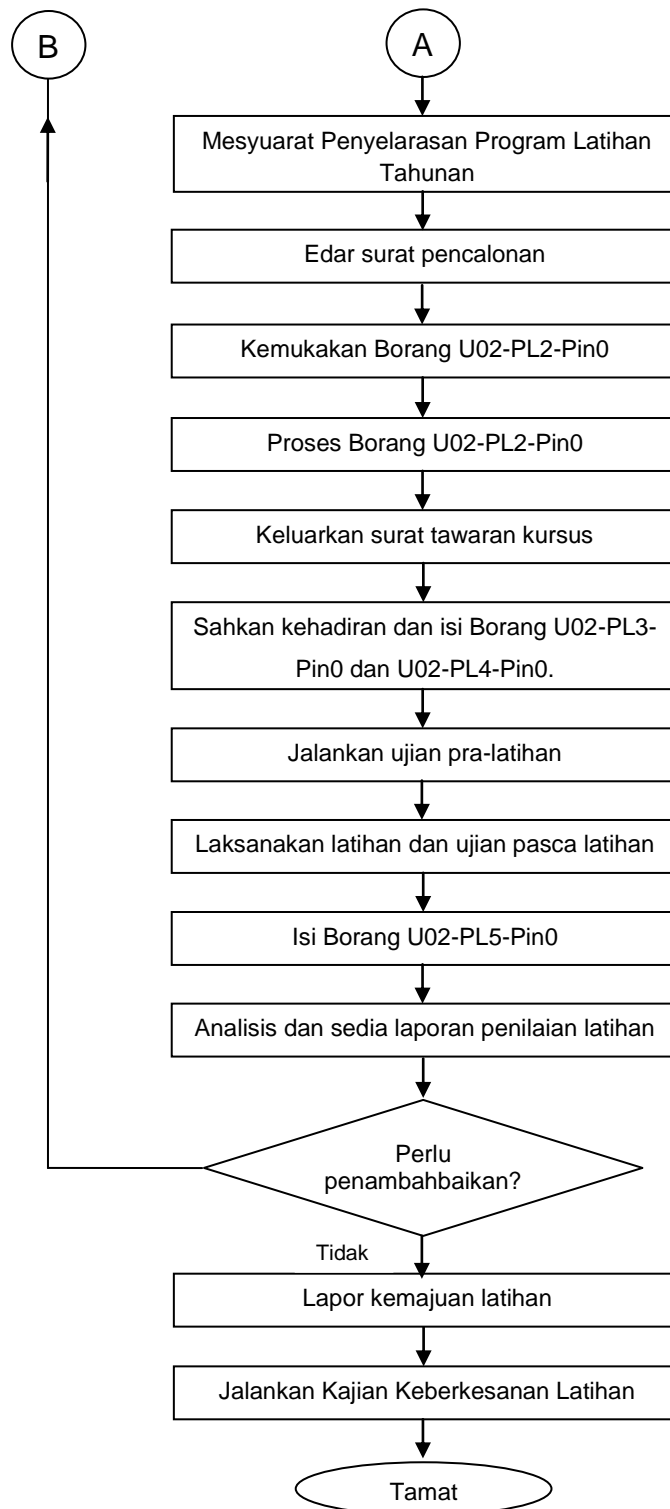 B
A
Mesyuarat Penyelarasan Program Latihan
Tahunan
Edar surat pencalonan
Kemukakan Borang U02-PL2-Pin0
Proses Borang U02-PL2-Pin0
Keluarkan surat tawaran kursus
Sahkan kehadiran dan isi Borang U02-PL3-
Pin0 dan U02-PL4-Pin0.
Jalankan ujian pra-latihan
Laksanakan latihan dan ujian pasca latihan
Isi Borang U02-PL5-Pin0
Analisis dan sedia laporan penilaian latihan
Perlu
penambahbaikan?
Tidak
Lapor kemajuan latihan
Jalankan Kajian Keberkesanan Latihan
Tamat